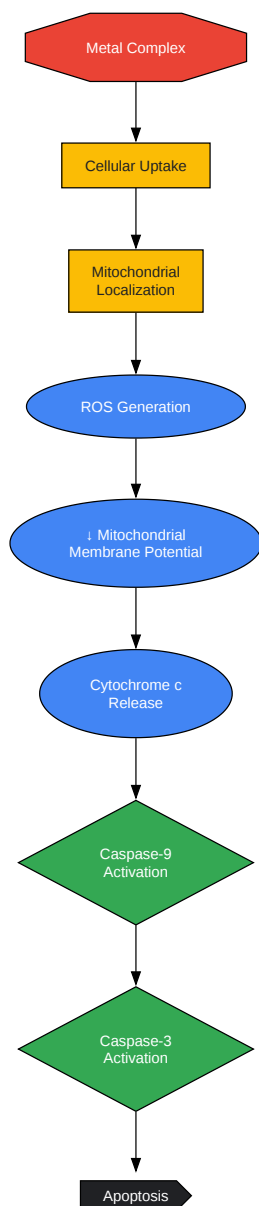 Metal Complex
Cellular Uptake
Mitochondrial
Localization
ROS Generation
↓ Mitochondrial
Membrane Potential
Cytochrome c
Release
Caspase-9
Activation
Caspase-3
Activation
Apoptosis